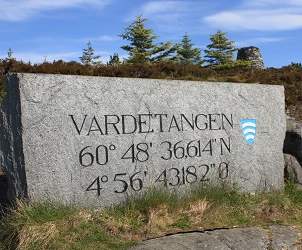 VARDETANGEN
60° 48' 36,614" N
4° 56' 43,182" Ø